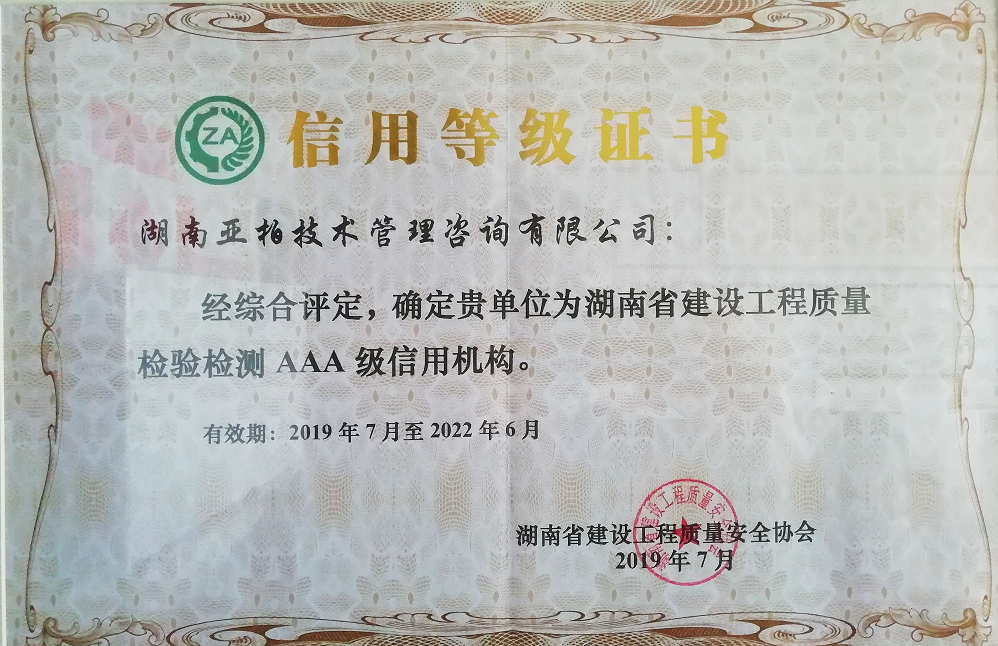 ZA
信用等级证书
湖南亚柏技术管理咨询有限公司：
经综合评定，确定贵单位为湖南省建设工程质量
检验检测 AAA 级信用机构。
有效期：2019 年 7 月至 2022 年 6 月
湖南省建设工程质量安全协会
2019 年 7 月